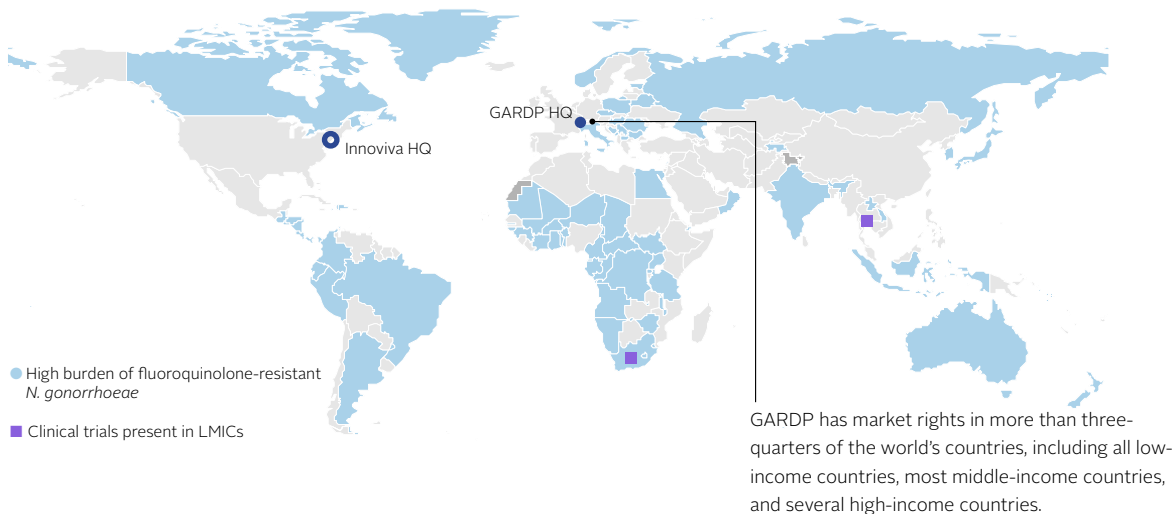 GARDP HQ
Innoviva HQ
High burden of fluoroquinolone-resistant
N. gonorrhoeae
Clinical trials present in LMICs
GARDP has market rights in more than three-
quarters of the world's countries, including all low-
income countries, most middle-income countries,
and several high-income countries.